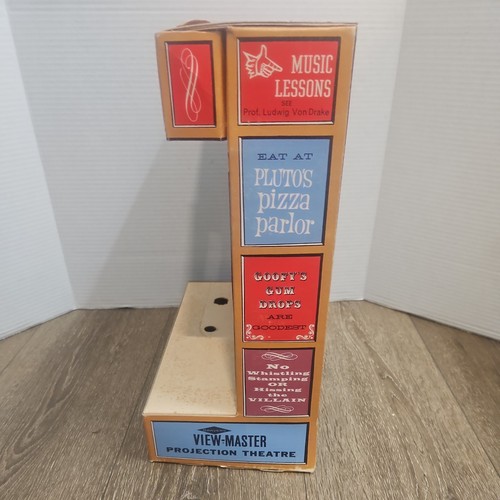 MUSIC
LESSONS
SEE
Prof. Ludwig Von Drake
EAT AT
PLUTO'S
pizza
parlor
GOOFY'S
GUM
DROPS
ARE
GOODEST
No
Whistling
Stamping
OR
Hissing
the
VILLAIN
VIEW-MASTER
PROJECTION THEATRE